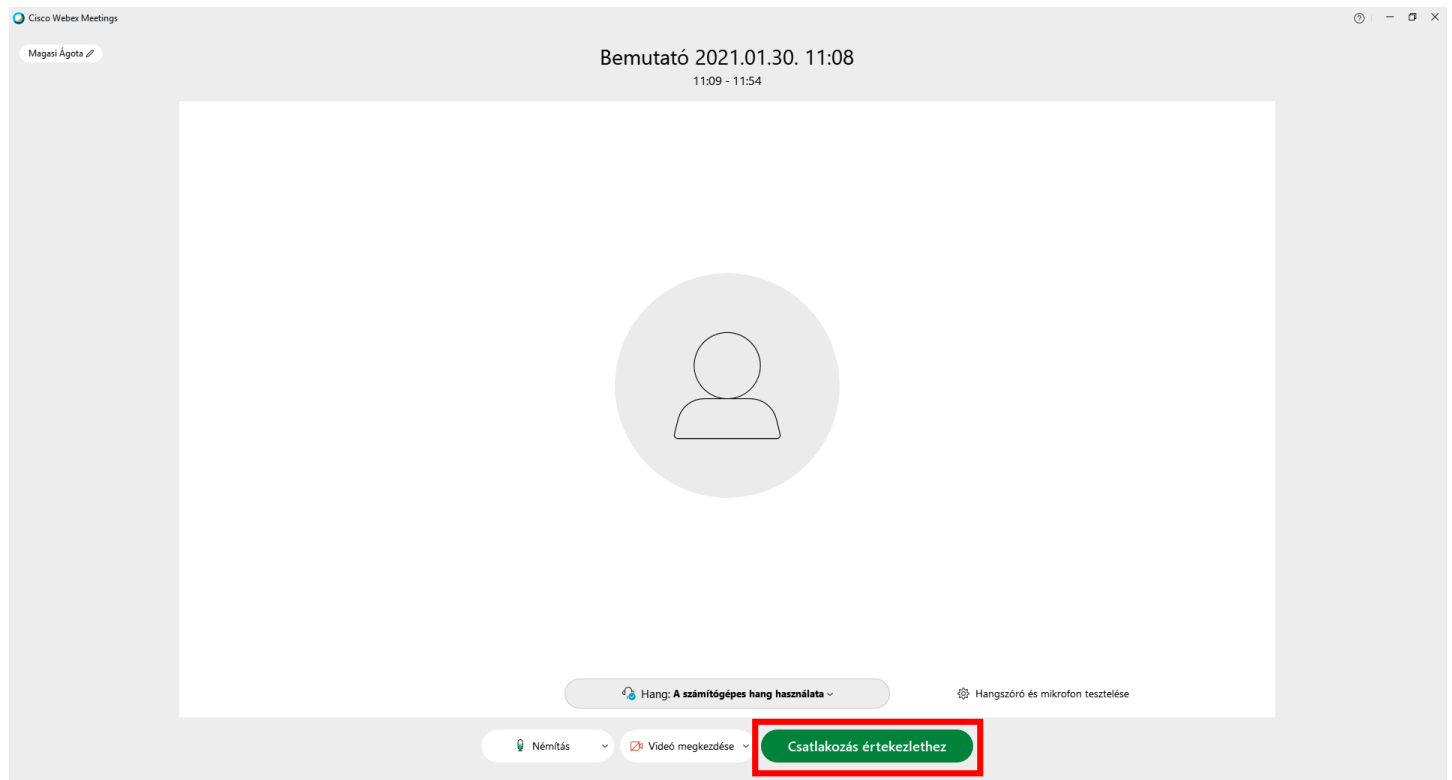 Cisco Webex Meetings
Magasi Ágota
Bemutató 2021.01.30. 11:08
11:09 - 11:54
Hang: A számítógépes hang használata
Hangszóró és mikrofon tesztelése
Némítás
Videó megkezdése
Csatlakozás értekezlethez